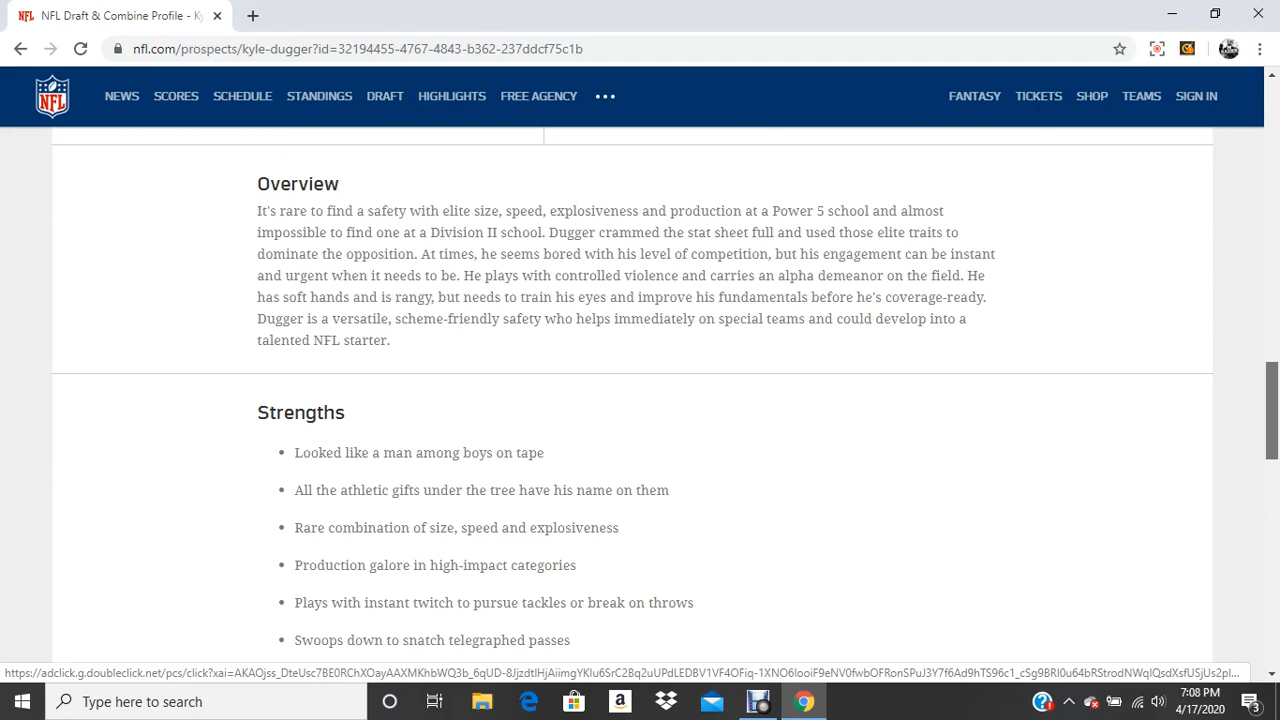 NFL NFL Draft & Combine Profile - Ky
nfl.com/prospects/kyle-dugger?id=32194455-4767-4843-b362-237ddcf75c1b
NFL NEWS SCORES SCHEDULE STANDINGS DRAFT HIGHLIGHTS FREE AGENCY ••• FANTASY TICKETS SHOP TEAMS SIGN IN
Overview
It's rare to find a safety with elite size, speed, explosiveness and production at a Power 5 school and almost
impossible to find one at a Division II school. Dugger crammed the stat sheet full and used those elite traits to
dominate the opposition. At times, he seems bored with his level of competition, but his engagement can be instant
and urgent when it needs to be. He plays with controlled violence and carries an alpha demeanor on the field. He
has soft hands and is rangy, but needs to train his eyes and improve his fundamentals before he's coverage-ready.
Dugger is a versatile, scheme-friendly safety who helps immediately on special teams and could develop into a
talented NFL starter.
Strengths
• Looked like a man among boys on tape
• All the athletic gifts under the tree have his name on them
• Rare combination of size, speed and explosiveness
• Production galore in high-impact categories
• Plays with instant twitch to pursue tackles or break on throws
• Swoops down to snatch telegraphed passes
Type here to search
7:08 PM
4/17/2020
3